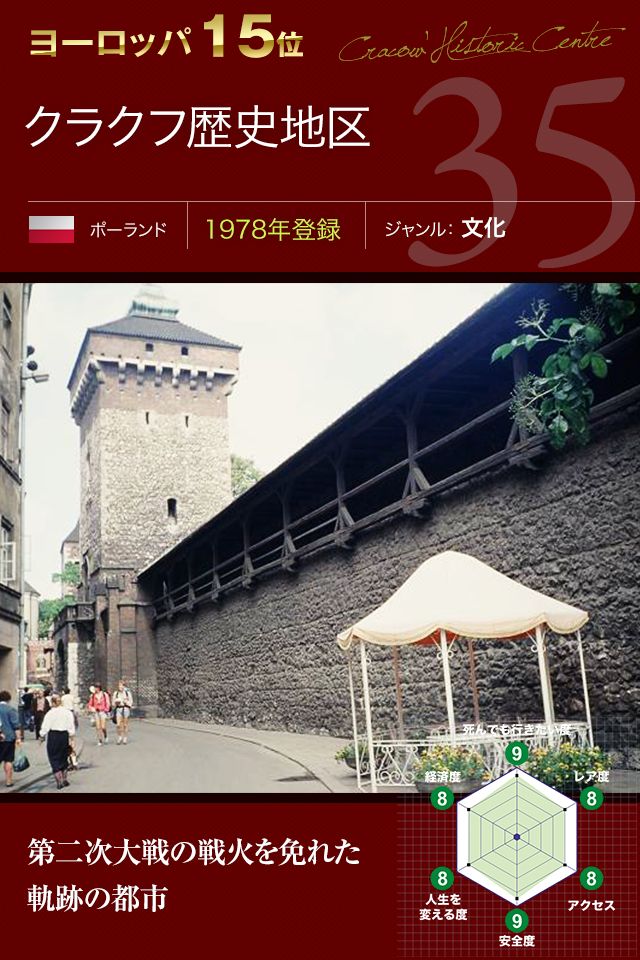 ヨーロッパ 15位
Cracow' Historic Centre
35
クラクフ歴史地区
ポーランド
1978年登録
ジャンル：文化
死んでも行きたい度
9
経済度
8
レア度
8
8
人生を
変える度
8
アクセス
9
安全度
第二次大戦の戦火を免れた
軌跡の都市